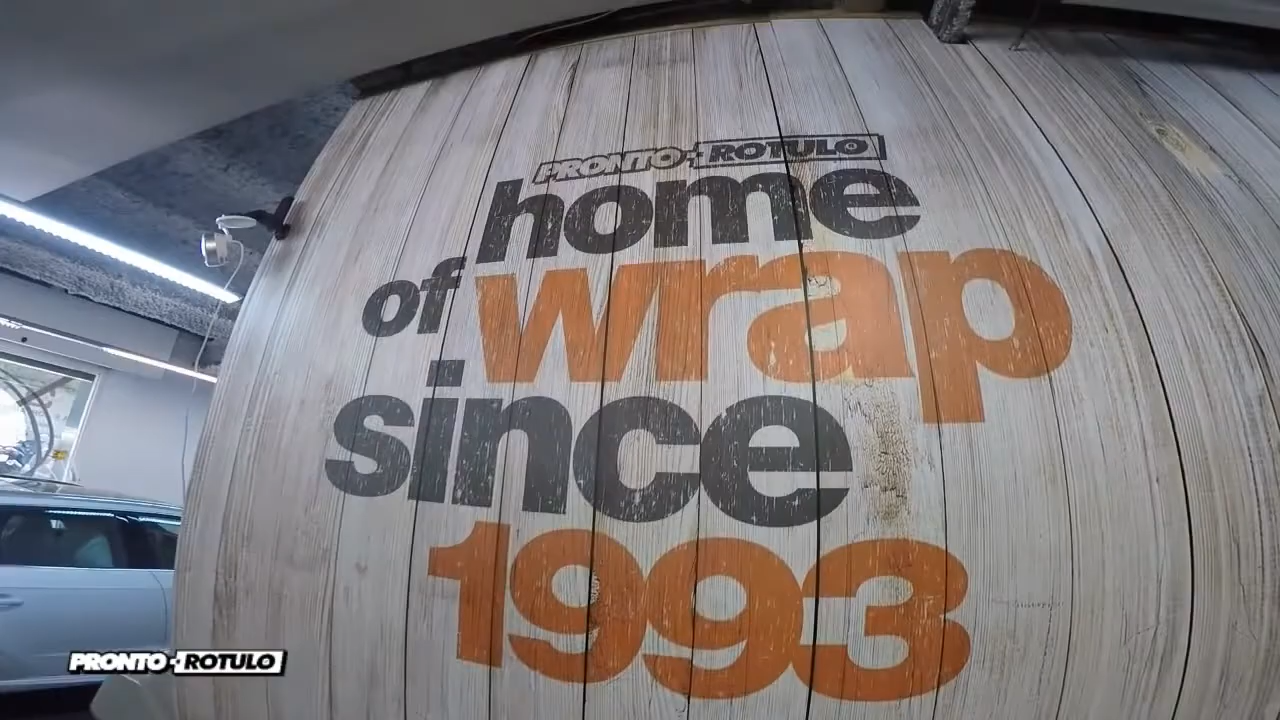 PRONTO-ROTULO
home
of wrap
since
1993
PRONTO-ROTULO